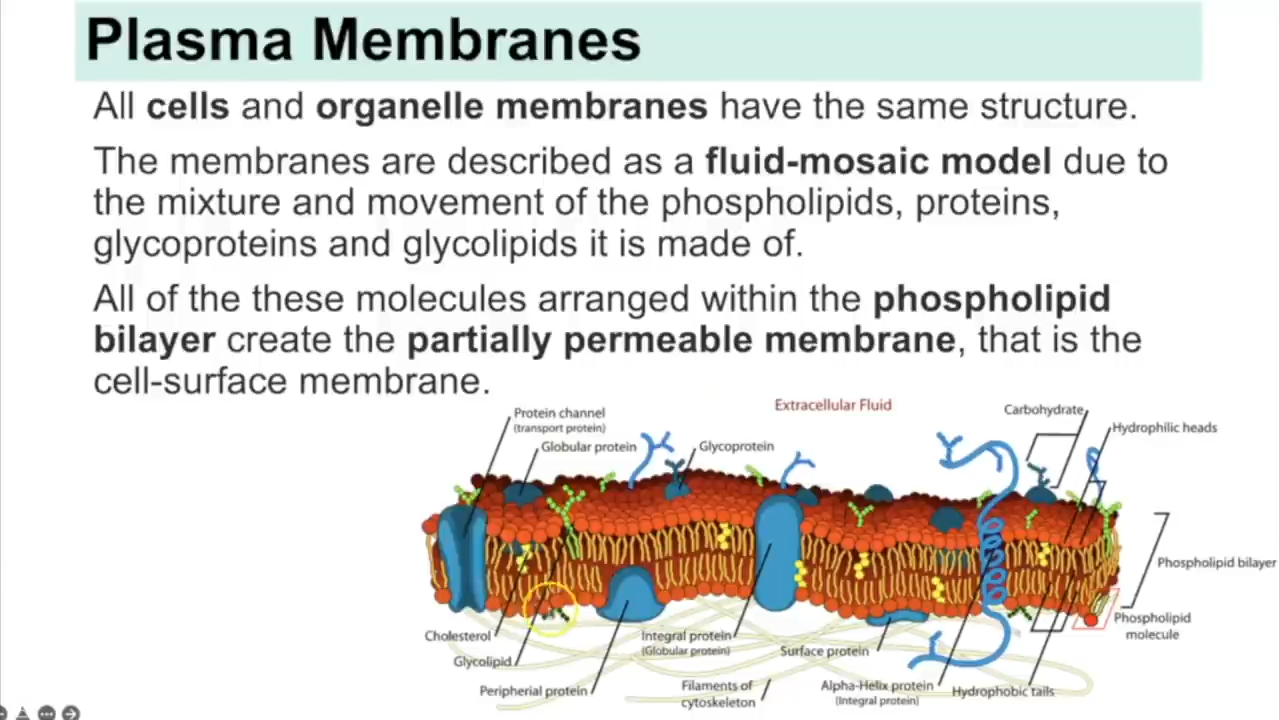 Plasma Membranes
All cells and organelle membranes have the same structure.
The membranes are described as a fluid-mosaic model due to
the mixture and movement of the phospholipids, proteins,
glycoproteins and glycolipids it is made of.
All of the these molecules arranged within the phospholipid
bilayer create the partially permeable membrane, that is the
cell-surface membrane.
Extracellular Fluid
Protein channel
(transport protein)
Globular protein
Glycoprotein
Carbohydrate
Hydrophilic heads
Phospholipid bilayer
Phospholipid
molecule
Cholesterol
Glycolipid
Peripheral protein
Integral protein
(Globular protein)
Filaments of
cytoskeleton
Surface protein
Alpha-Helix protein
(Integral protein)
Hydrophobic tails